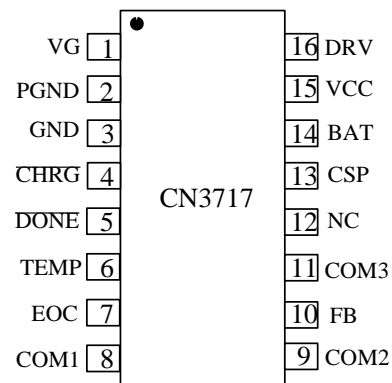 VG 1 16 DRV
PGND 2 15 VCC
GND 3 14 BAT
CHRG 4 13 CSP
CN3717
DONE 5 12 NC
TEMP 6 11 COM3
EOC 7 10 FB
COM1 8 9 COM2